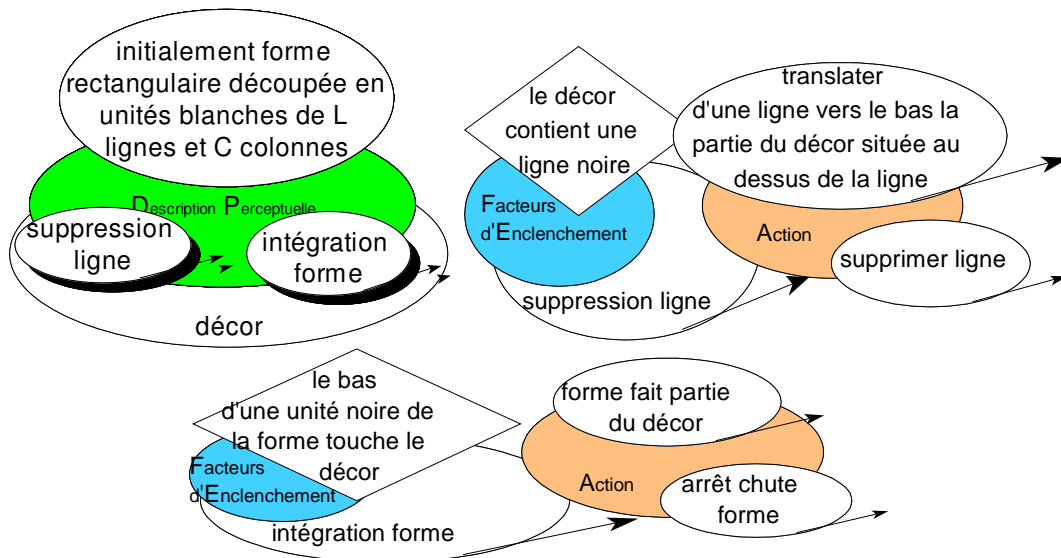 initialement forme
rectangulaire découpée en
unités blanches de L
lignes et C colonnes
Description Perceptuelle
suppression
ligne
intégration
forme
décor
le décor
contient une
ligne noire
Facteurs
d'Enclenchement
suppression ligne
translater
d'une ligne vers le bas la
partie du décor située au
dessus de la ligne
Action
supprimer ligne
le bas
d'une unité noire de
la forme touche le
décor
Facteurs
d'Enclenchement
intégration forme
forme fait partie
du décor
Action
arrêt chute
forme